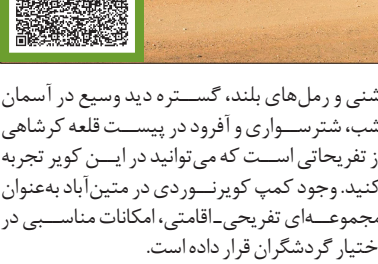 شنی و رمل‌های بلند، گستره دید وسیع در آسمان
شب، شترسواری و آفرود در پیست قلعه کرشاهی
ز تفریحاتی است که می‌توانید در این کویر تجربه
کنید. وجود کمپ کویرنوردی در متین‌آباد به‌عنوان
مجموعه‌ای تفریحی-اقامتی، امکانات مناسبی در
ختیار گردشگران قرار داده است.